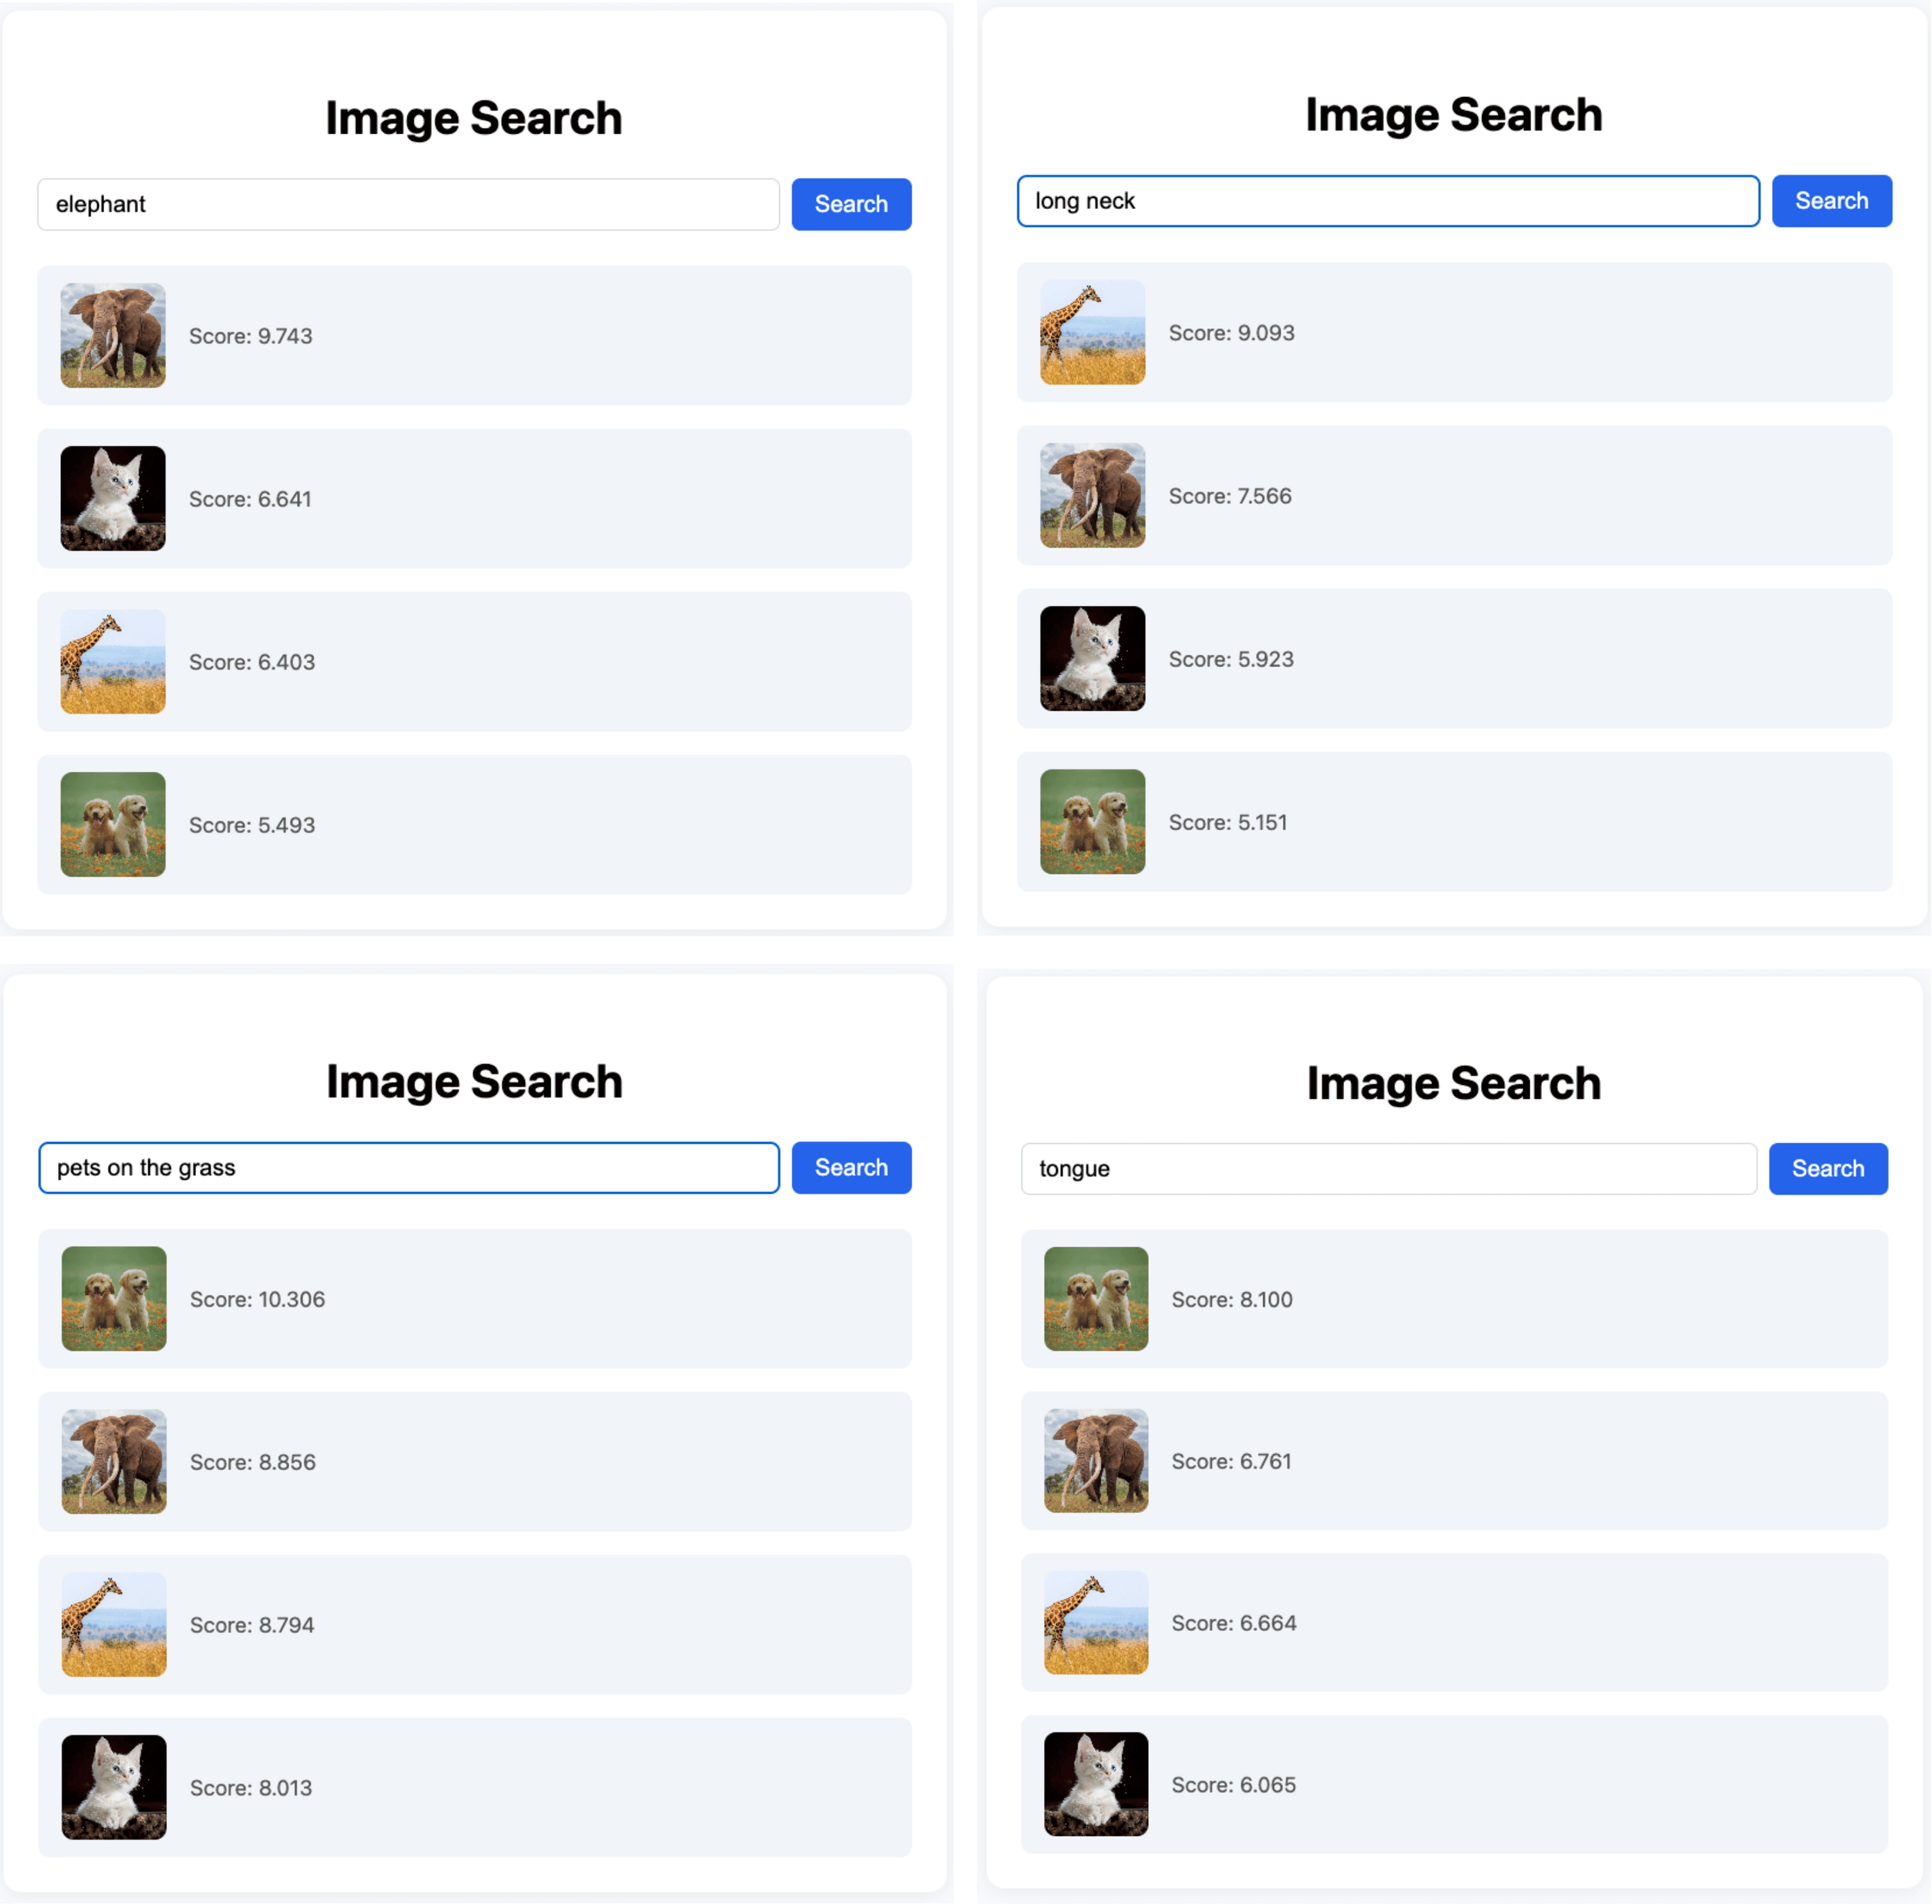 Image Search
elephant Search
Score: 9.743
Score: 6.641
Score: 6.403
Score: 5.493
Image Search
long neck Search
Score: 9.093
Score: 7.566
Score: 5.923
Score: 5.151
Image Search
pets on the grass Search
Score: 10.306
Score: 8.856
Score: 8.794
Score: 8.013
Image Search
tongue Search
Score: 8.100
Score: 6.761
Score: 6.664
Score: 6.065